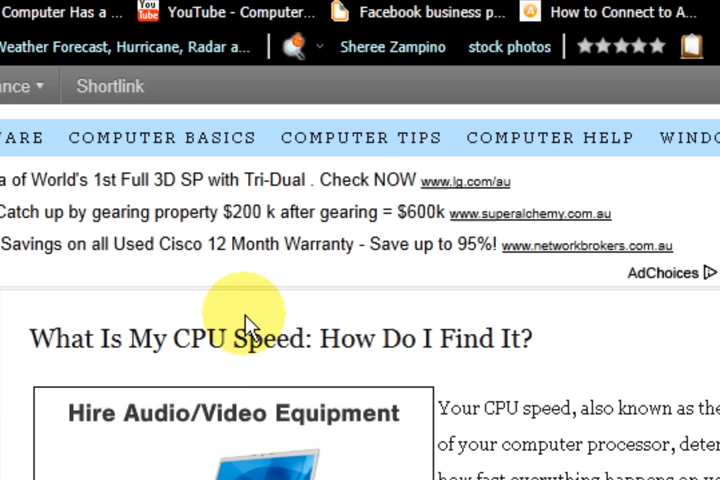 Computer Has a ... YouTube - Computer... Facebook business p... How to Connect to A...
Weather Forecast, Hurricane, Radar a... Sheree Zampino stock photos
Shortlink
COMPUTER BASICS COMPUTER TIPS COMPUTER HELP
of World's 1st Full 3D SP with Tri-Dual . Check NOW www.lg.com/au
Catch up by gearing property $200 k after gearing = $600k www.superalchemy.com.au
Savings on all Used Cisco 12 Month Warranty - Save up to 95%! www.networkbrokers.com.au
AdChoices
What Is My CPU Speed: How Do I Find It?
Hire Audio/Video Equipment
Your CPU speed, also known as the
of your computer processor, deter
how fast everything happens on